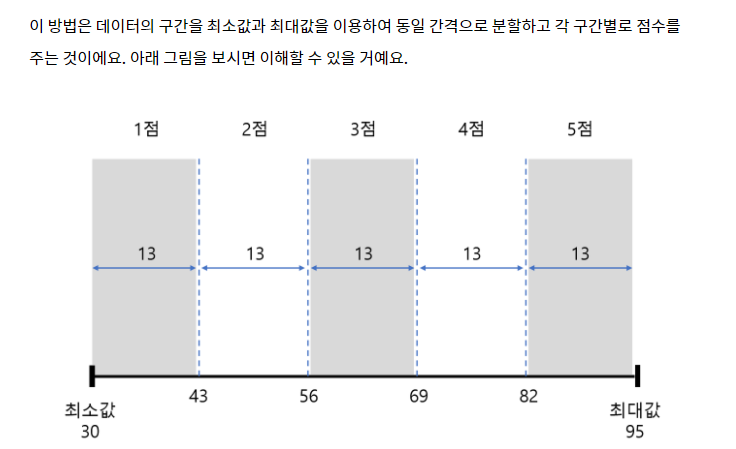 이 방법은 데이터의 구간을 최소값과 최대값을 이용하여 동일 간격으로 분할하고 각 구간별로 점수를
주는 것이에요. 아래 그림을 보시면 이해할 수 있을 거예요.
1점 2점 3점 4점 5점
13 13 13 13 13
43 56 69 82
최소값 최대값
30 95